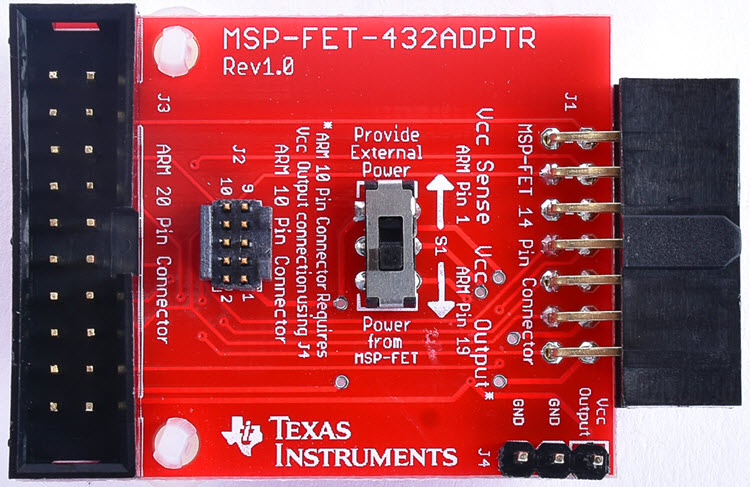 MSP-FET-432ADPTR
Rev1.0
J3
ARM 20 Pin Connector
J2
ARM 10 Pin Connector
* ARM 10 Pin Connector Requires
Vcc Output connection using J4
9
10
1
2
Provide
External
Power
S1
Power
from
MSP-FET
Vcc Sense
ARM Pin 1
Vcc Output*
ARM Pin 19
J1
MSP-FET 14 Pin Connector
TEXAS
INSTRUMENTS
ti
J4
GND
GND
Vcc
Output